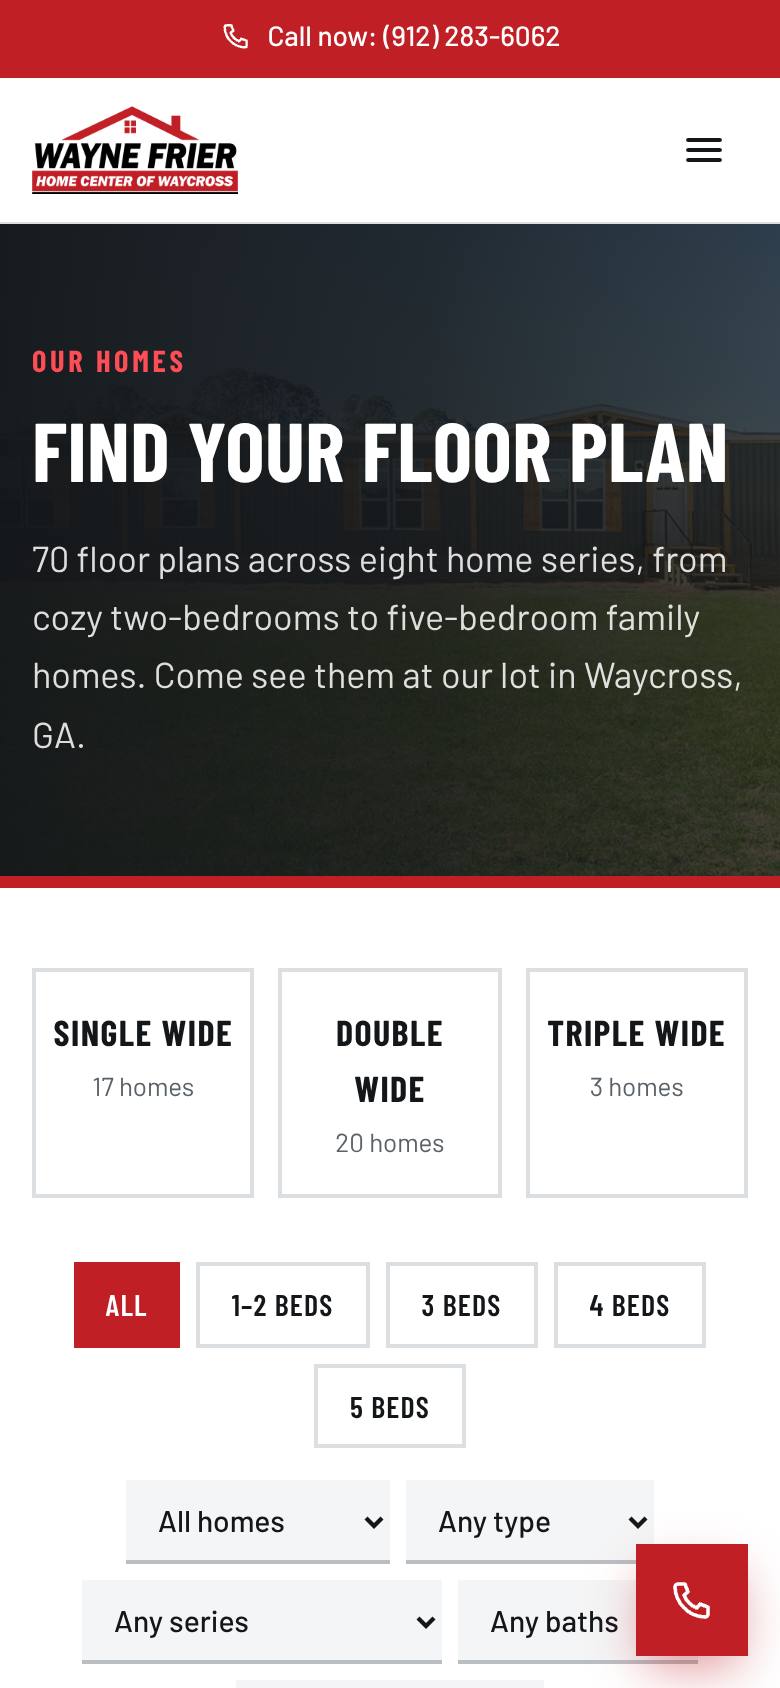 Call now: (912) 283-6062
WAYNE FRIER
HOME CENTER OF WAYCROSS
OUR HOMES
FIND YOUR FLOOR PLAN
70 floor plans across eight home series, from
cozy two-bedrooms to five-bedroom family
homes. Come see them at our lot in Waycross,
GA.
SINGLE WIDE
17 homes
DOUBLE
WIDE
20 homes
TRIPLE WIDE
3 homes
ALL
1–2 BEDS
3 BEDS
4 BEDS
5 BEDS
All homes
Any type
Any series
Any baths